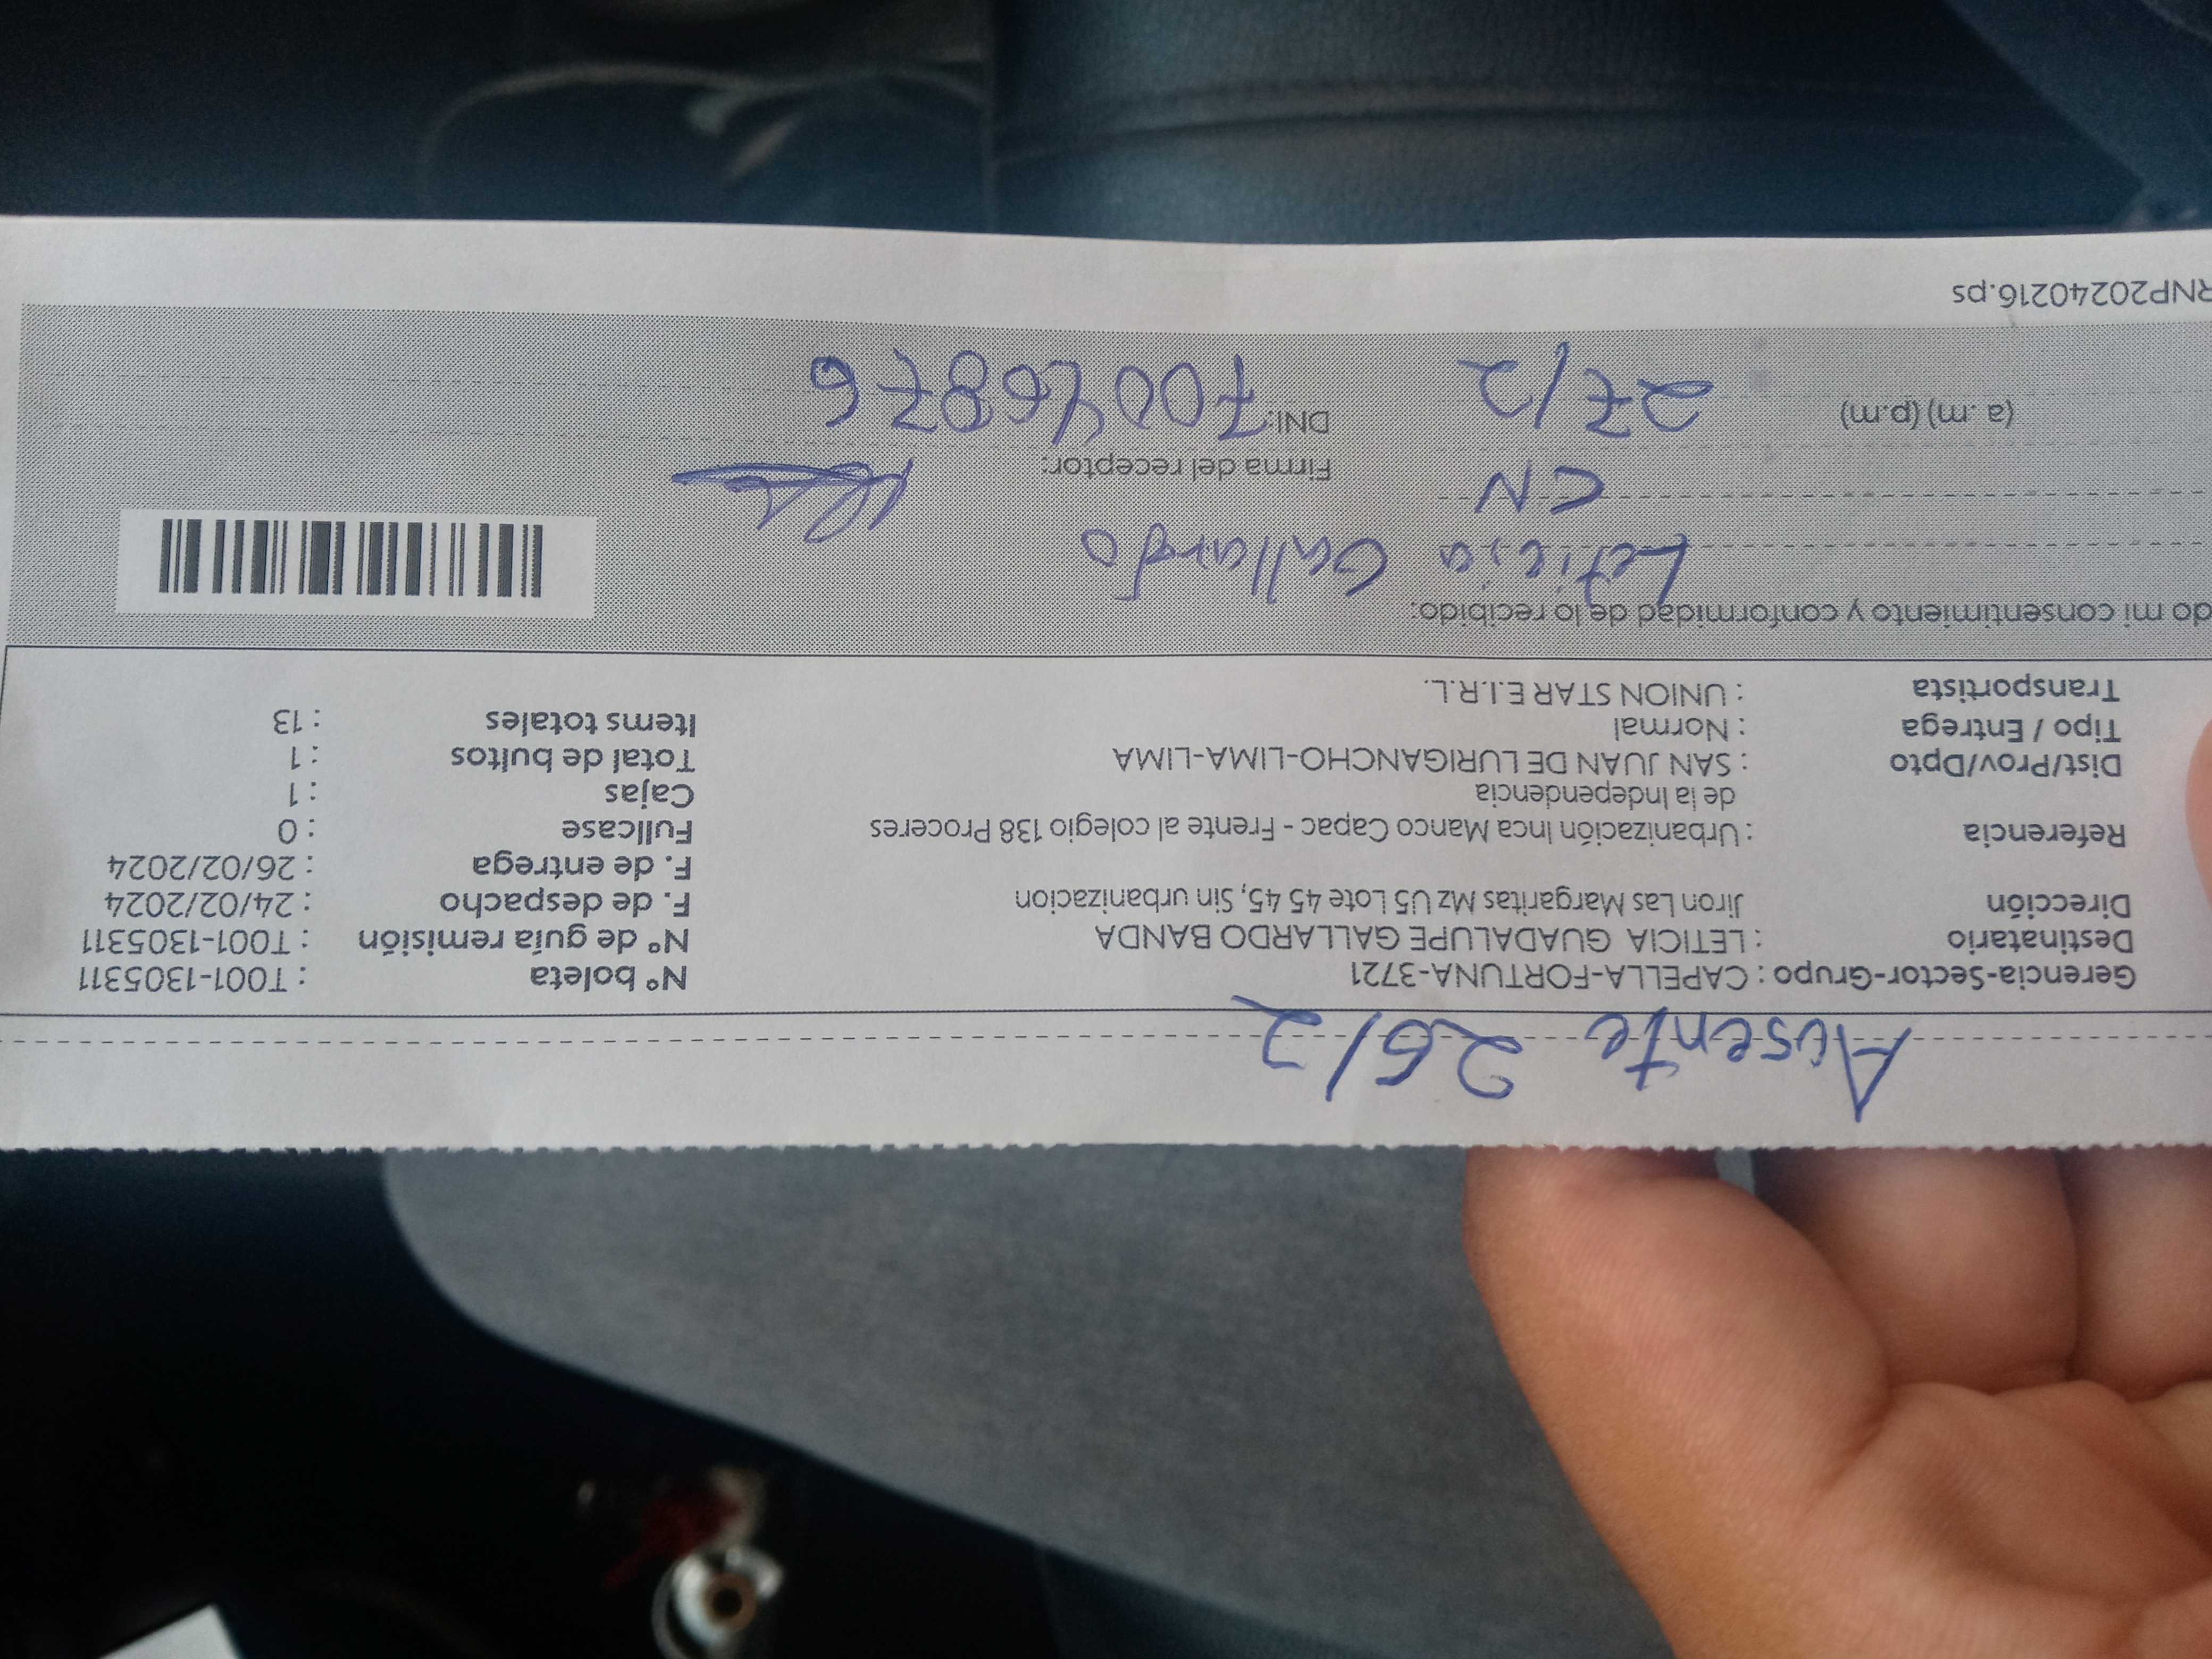 Ausente 26/2
Gerencia-Sector-Grupo : CAPELLA-FORTUNA-3721
Nº boleta : T001-1305311
Destinatario : LETICIA GUADALUPE GALLARDO BANDA
Nº de guía remisión : T001-1305311
Dirección Jiron Las Margaritas Mz U5 Lote 45 45, Sin urbanizacion
F. de despacho : 24/02/2024
F. de entrega : 26/02/2024
Referencia : Urbanización Inca Manco Capac - Frente al colegio 138 Proceres
de la Independencia
Fullcase : 0
Cajas : 1
Dist/Prov/Dpto : SAN JUAN DE LURIGANCHO-LIMA-LIMA
Total de bultos : 1
Tipo / Entrega : Normal
Items totales : 13
Transportista : UNION STAR E.I.R.L.
do mi consentimiento y conformidad de lo recibido:
Leticia Gallardo
CN
Firma del receptor:
(a. m) (p.m) 27/2
DNI: 70046876
RNP20240216.ps